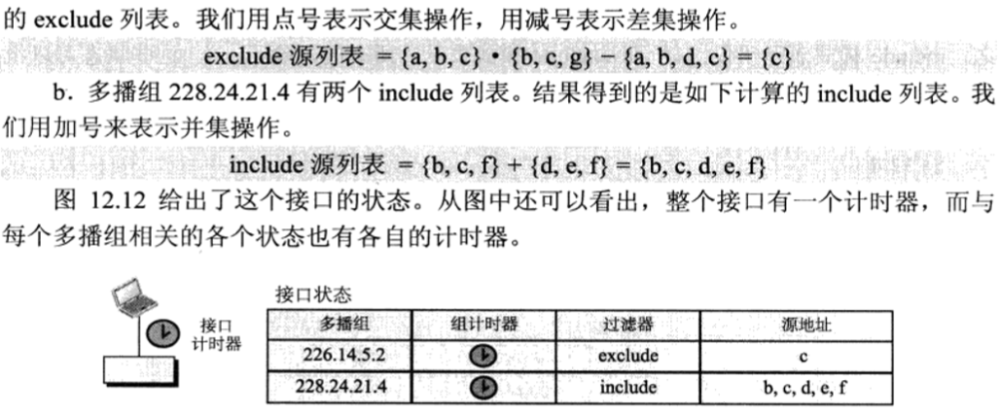 的 exclude 列表。我们用点号表示交集操作，用减号表示差集操作。
exclude 源列表 = {a, b, c} • {b, c, g} − {a, b, d, c} = {c}
b．多播组 228.24.21.4 有两个 include 列表。结果得到的是如下计算的 include 列表。我
们用加号来表示并集操作。
include 源列表 = {b, c, f} + {d, e, f} = {b, c, d, e, f}
图 12.12 给出了这个接口的状态。从图中还可以看出，整个接口有一个计时器，而与
每个多播组相关的各个状态也有各自的计时器。
接口状态
接口
计时器
多播组 组计时器 过滤器 源地址
226.14.5.2 exclude c
228.24.21.4 include b, c, d, e, f